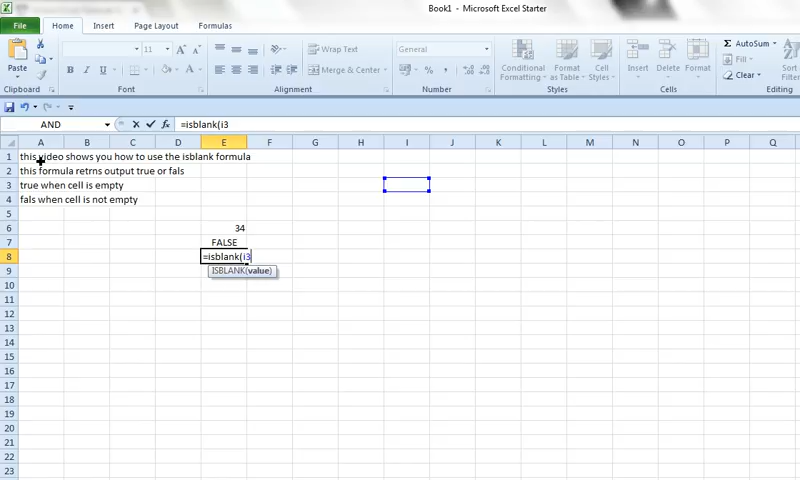 Book1 - Microsoft Excel Starter
File Home Insert Page Layout Formulas
Paste
11 A A
Wrap Text
General
Σ AutoSum
B I U
Merge & Center
% ,
Conditional Formatting
Format as Table
Cell Styles
Insert Delete Format
Fill
Clear
Sort
Clipboard Font Alignment Number Styles Cells Editing
AND fx =isblank(i3
A B C D E F G H I J K L M N O P Q
1 this video shows you how to use the isblank formula
2 this formula retrns output true or fals
3 true when cell is empty
4 fals when cell is not empty
5
6 34
7 FALSE
8 =isblank(i3
9 ISBLANK(value)
10
11
12
13
14
15
16
17
18
19
20
21
22
23